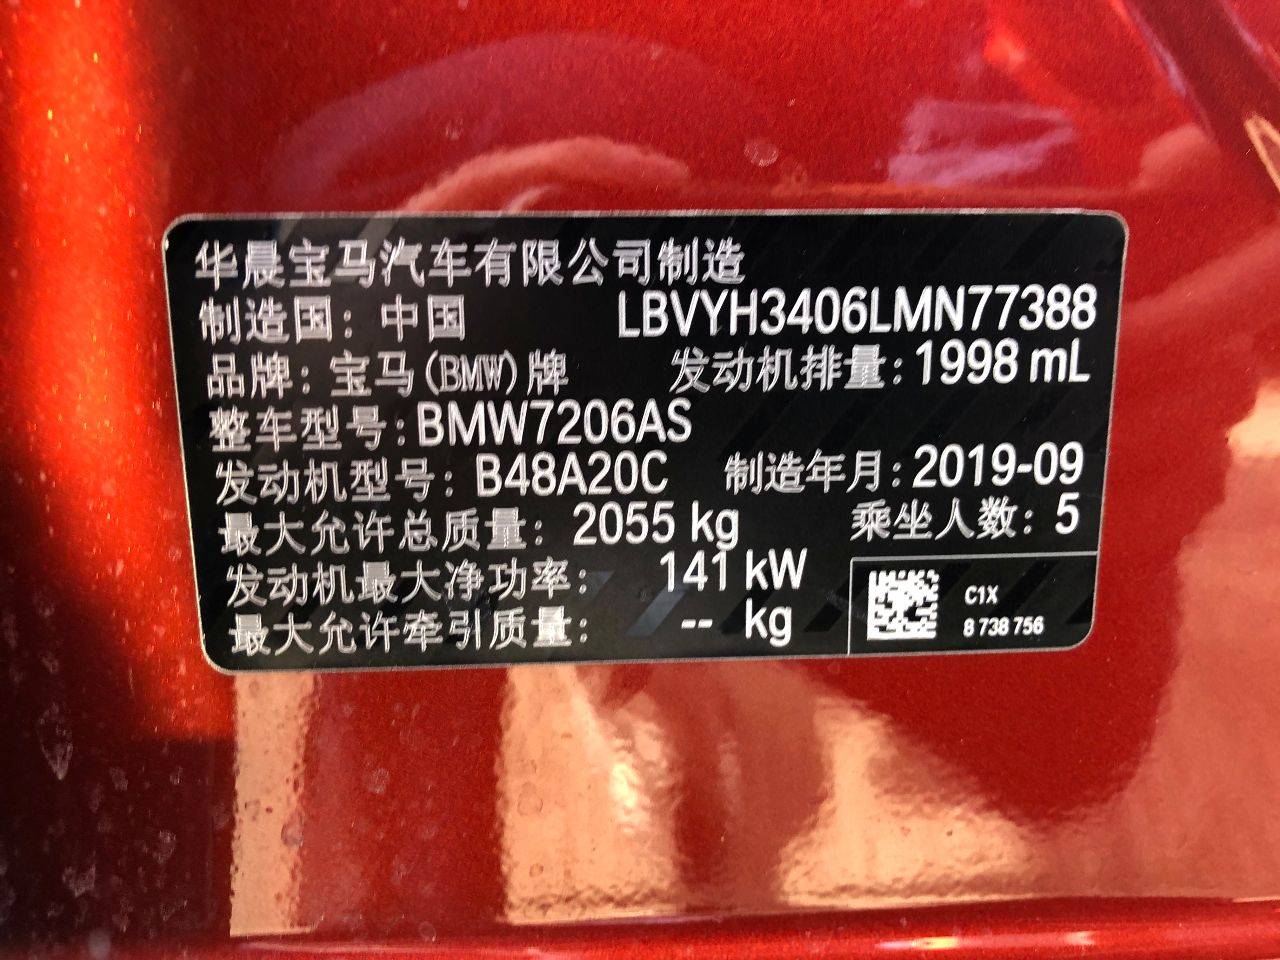 华晨宝马汽车有限公司制造
制造国：中国 LBVYH3406LMN77388
品牌：宝马(BMW)牌 发动机排量：1998 mL
整车型号：BMW7206AS
发动机型号：B48A20C 制造年月：2019-09
最大允许总质量：2055 kg 乘坐人数：5
发动机最大净功率：141 kW
最大允许牵引质量：-- kg
C1X
8 738 756